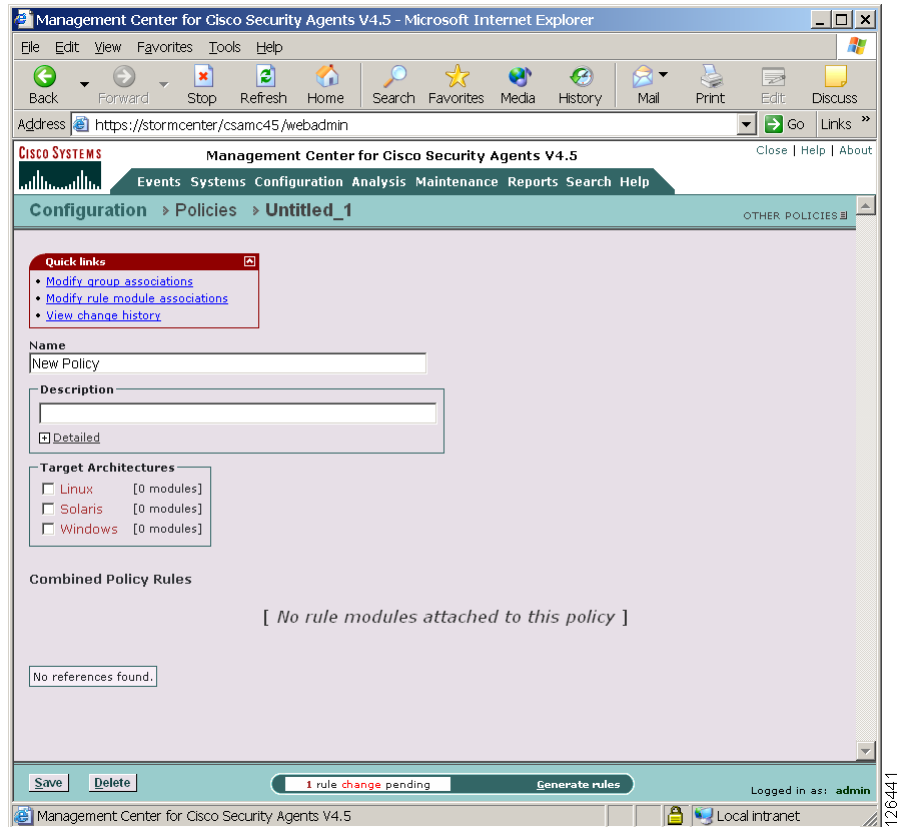 Management Center for Cisco Security Agents V4.5 - Microsoft Internet Explorer
File Edit View Favorites Tools Help
Back Forward Stop Refresh Home Search Favorites Media History Mail Print Edit Discuss
Address https://stormcenter/csamc45/webadmin Go Links »
CISCO SYSTEMS Management Center for Cisco Security Agents V4.5 Close | Help | About
Events Systems Configuration Analysis Maintenance Reports Search Help
Configuration > Policies > Untitled_1 OTHER POLICIES
Quick links
• Modify group associations
• Modify rule module associations
• View change history
Name
New Policy
Description
+ Detailed
Target Architectures
Linux [0 modules]
Solaris [0 modules]
Windows [0 modules]
Combined Policy Rules
[ No rule modules attached to this policy ]
No references found.
Save Delete 1 rule change pending Generate rules Logged in as: admin
Management Center for Cisco Security Agents V4.5 Local intranet
126441